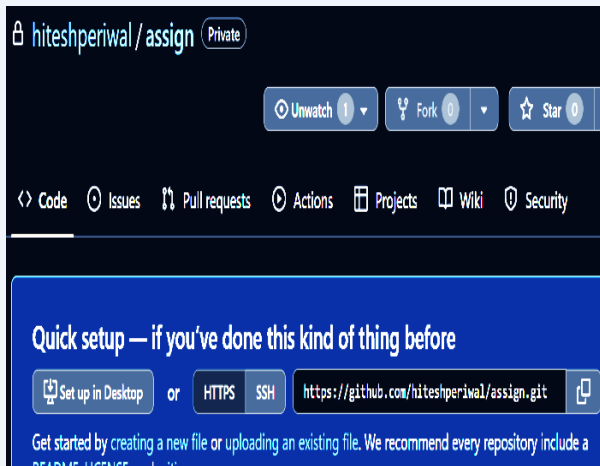 hiteshperiwal / assign Private
Unwatch 1 Fork 0 Star 0
Code Issues Pull requests Actions Projects Wiki Security
Quick setup — if you've done this kind of thing before
Set up in Desktop or HTTPS SSH https://github.com/hiteshperiwal/assign.git
Get started by creating a new file or uploading an existing file. We recommend every repository include a